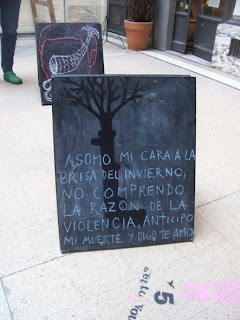 ASOMO MI CARA A LA
BRISA DEL INVIERNO,
NO COMPRENDO
LA RAZON DE LA
VIOLENCIA, ANTICIPO
MI MUERTE Y DIGO TE AMO